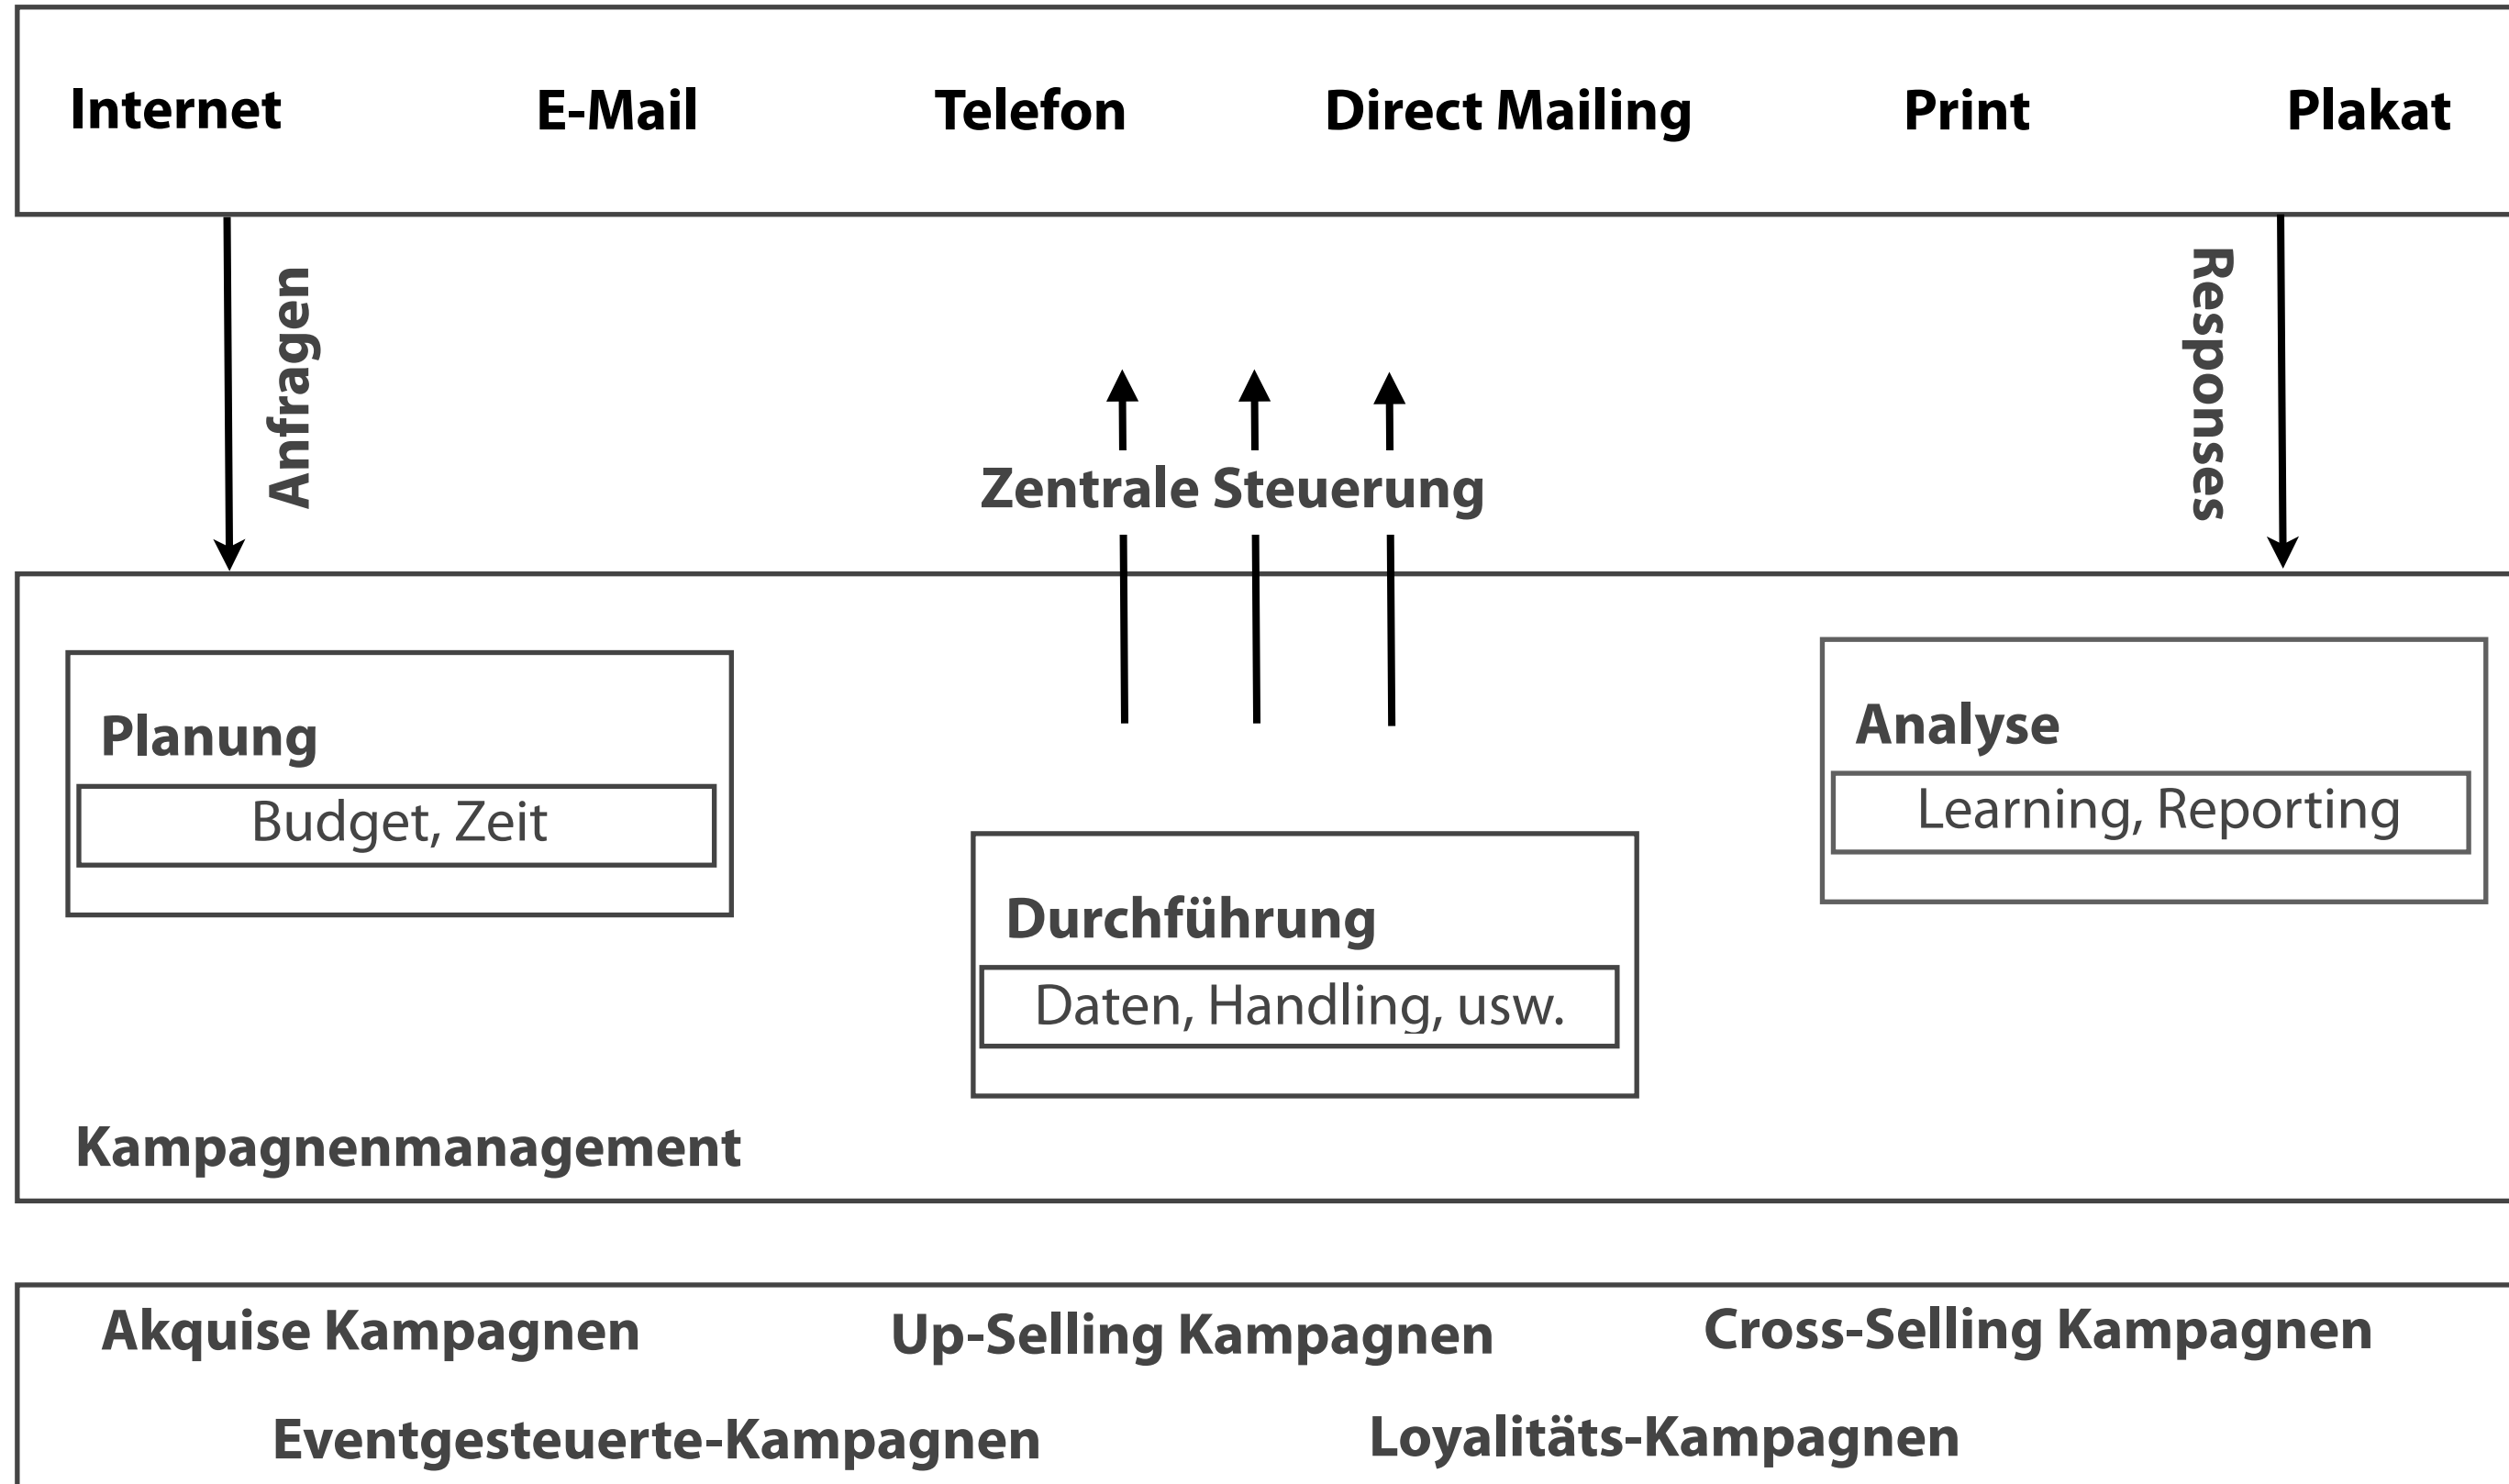 Internet E-Mail Telefon Direct Mailing Print Plakat
Anfragen
Responses
Zentrale Steuerung
Planung
Budget, Zeit
Analyse
Learning, Reporting
Durchführung
Daten, Handling, usw.
Kampagnenmanagement
Akquise Kampagnen Up-Selling Kampagnen Cross-Selling Kampagnen
Eventgesteuerte-Kampagnen Loyalitäts-Kampagnen